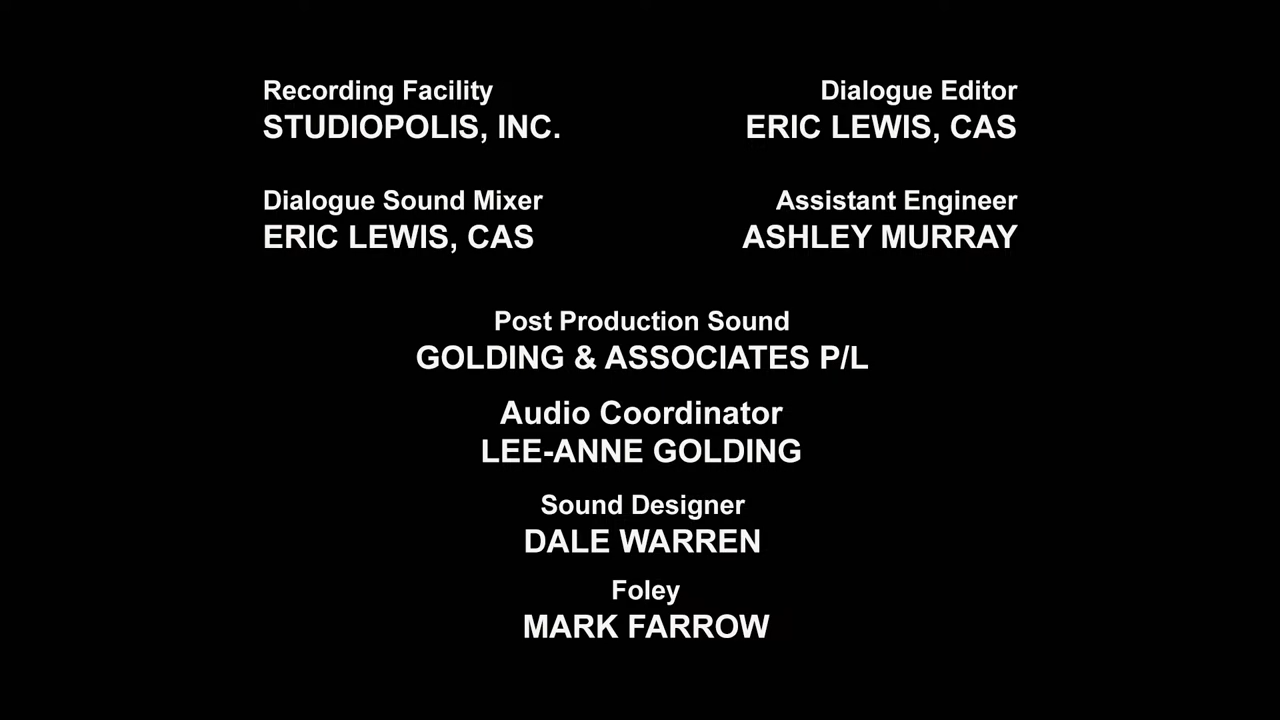 Recording Facility
STUDIOPOLIS, INC.
Dialogue Editor
ERIC LEWIS, CAS
Dialogue Sound Mixer
ERIC LEWIS, CAS
Assistant Engineer
ASHLEY MURRAY
Post Production Sound
GOLDING & ASSOCIATES P/L
Audio Coordinator
LEE-ANNE GOLDING
Sound Designer
DALE WARREN
Foley
MARK FARROW